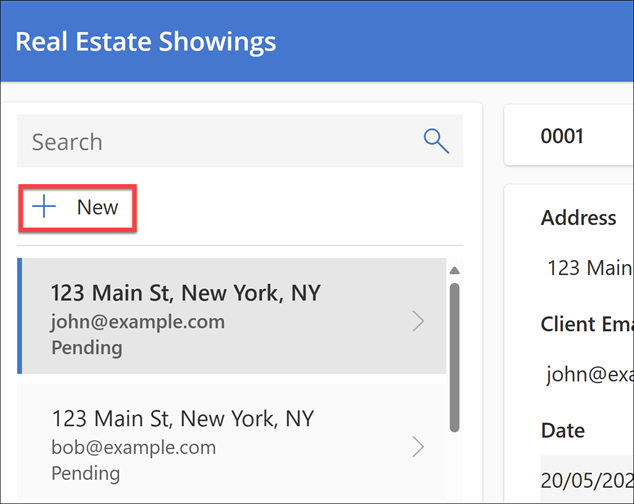 Real Estate Showings
Search
New
123 Main St, New York, NY
john@example.com
Pending
123 Main St, New York, NY
bob@example.com
Pending
0001
Address
123 Main
Client Ema
john@exa
Date
20/05/202